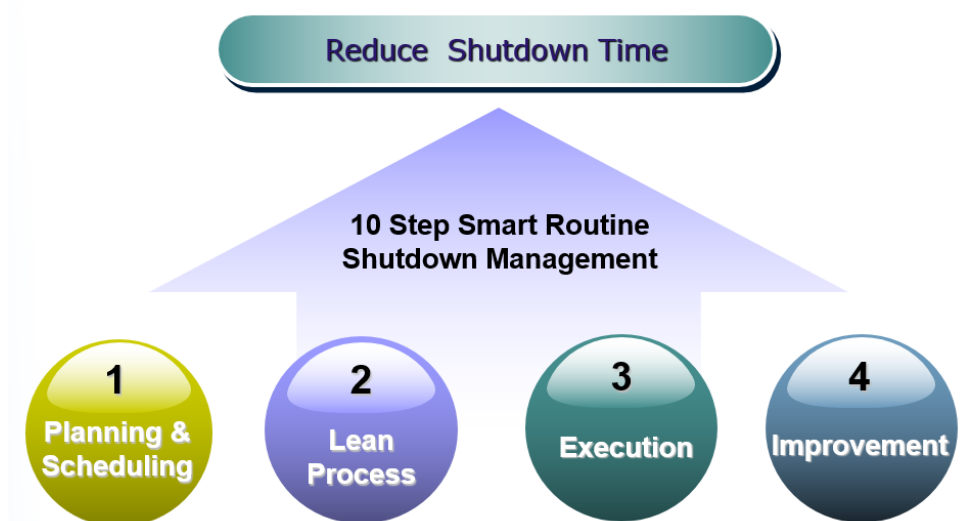 Reduce Shutdown Time
10 Step Smart Routine
Shutdown Management
1
Planning &
Scheduling
2
Lean
Process
3
Execution
4
Improvement